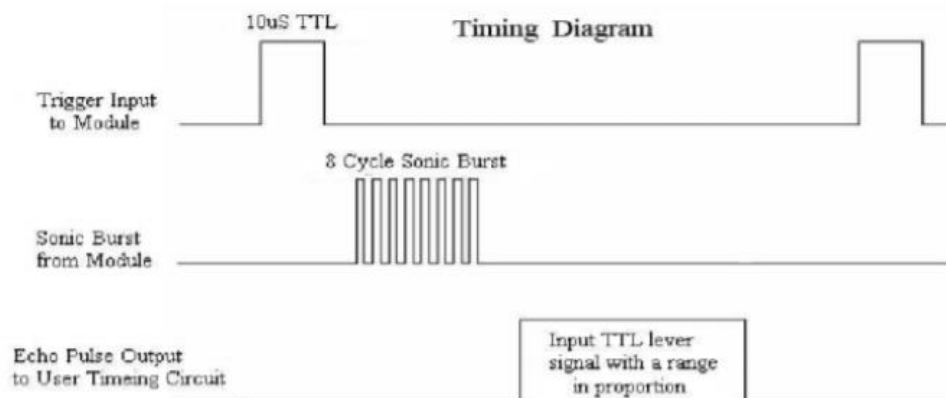 10uS TTL
Timing Diagram
Trigger Input
to Module
8 Cycle Sonic Burst
Sonic Burst
from Module
Echo Pulse Output
to User Timeing Circuit
Input TTL lever
signal with a range
in proportion